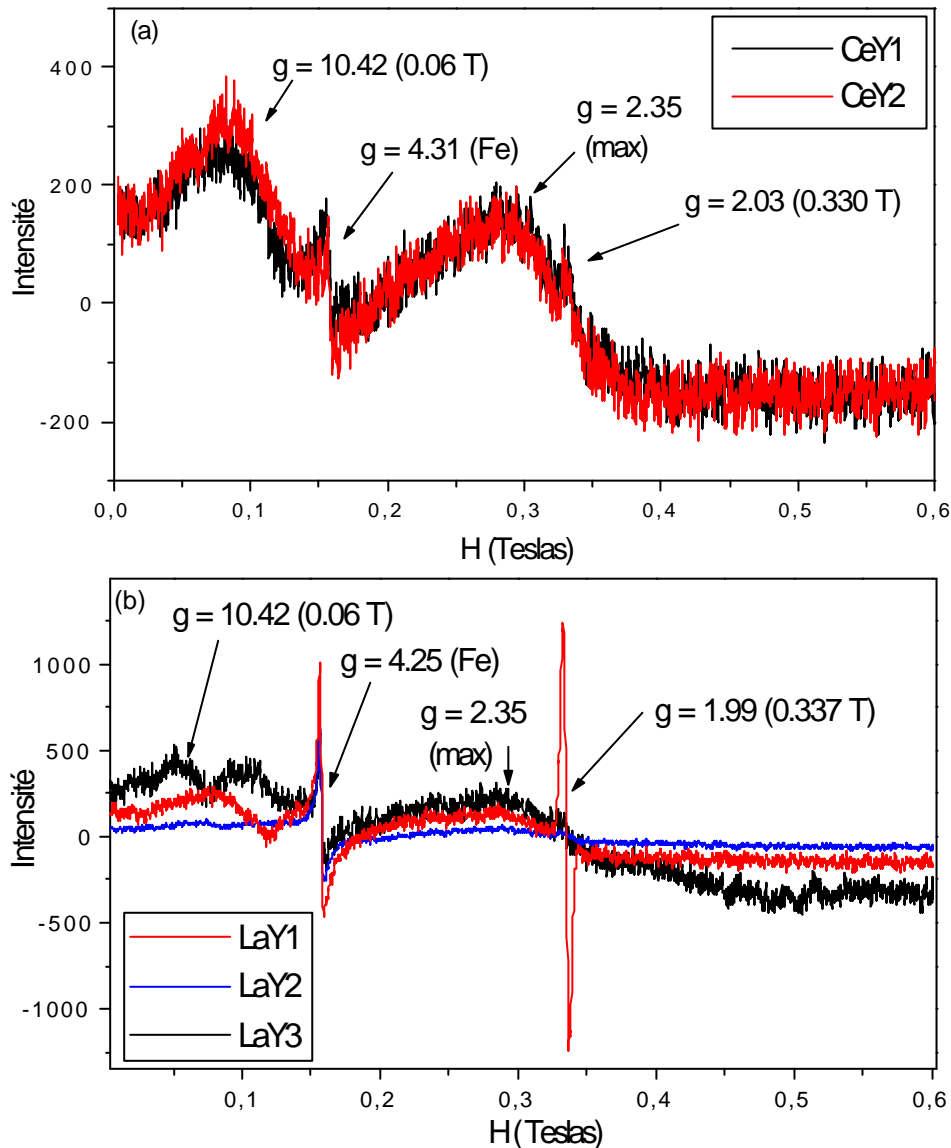 (a)
CeY1
CeY2
g = 10.42 (0.06 T)
g = 4.31 (Fe)
g = 2.35
(max)
g = 2.03 (0.330 T)
400
200
0
-200
Intensité
0,0
0,1
0,2
0,3
0,4
0,5
0,6
H (Teslas)
(b)
g = 10.42 (0.06 T)
g = 4.25 (Fe)
g = 2.35
(max)
g = 1.99 (0.337 T)
1000
500
0
-500
-1000
Intensité
LaY1
LaY2
LaY3
0,1
0,2
0,3
0,4
0,5
0,6
H (Teslas)